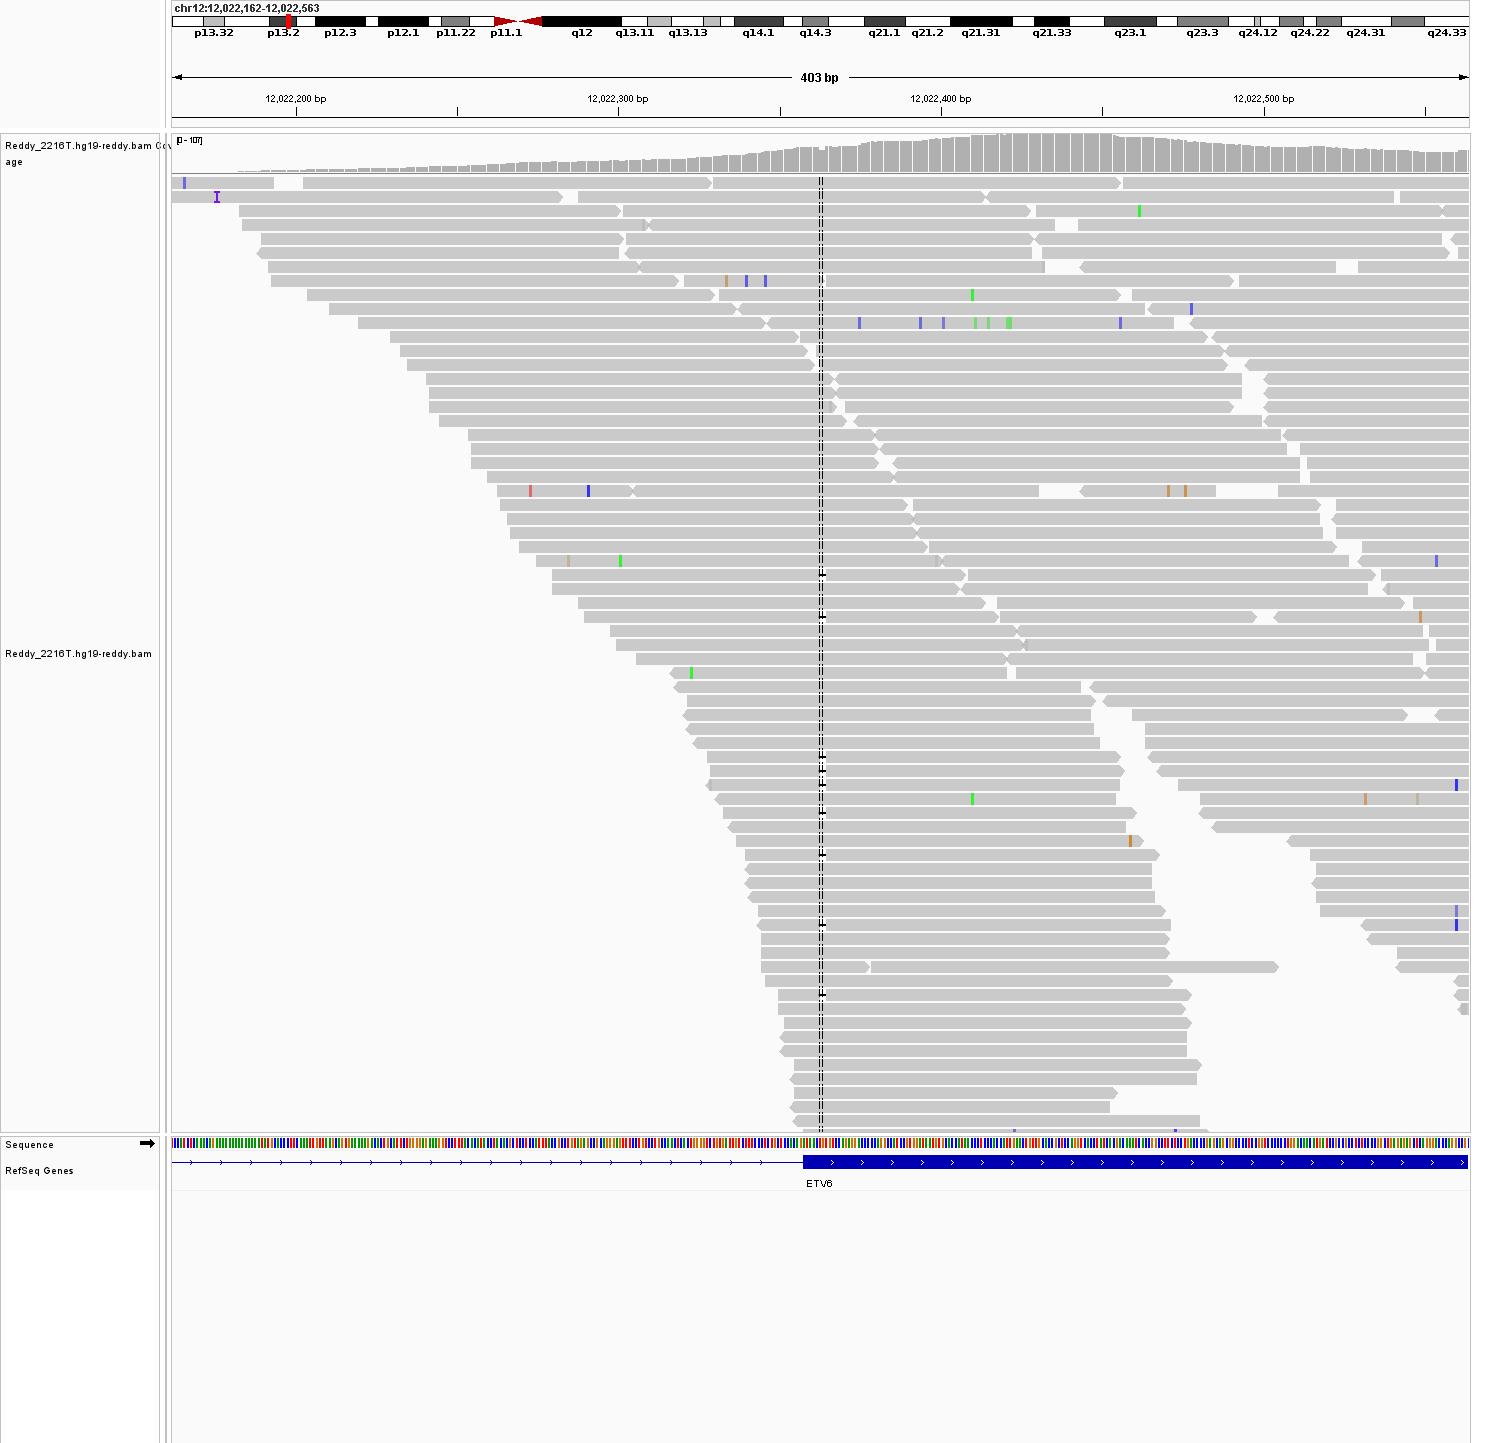 chr12:12,022,162-12,022,563
p13.32 p13.2 p12.3 p12.1 p11.22 p11.1 q12 q13.11 q13.13 q14.1 q14.3 q21.1 q21.2 q21.31 q21.33 q23.1 q23.3 q24.12 q24.22 q24.31 q24.33
403 bp
12,022,200 bp 12,022,300 bp 12,022,400 bp 12,022,500 bp
[0 - 107]
Reddy_2216T.hg19-reddy.bam Cov
age
Reddy_2216T.hg19-reddy.bam
Sequence
RefSeq Genes
ETV6